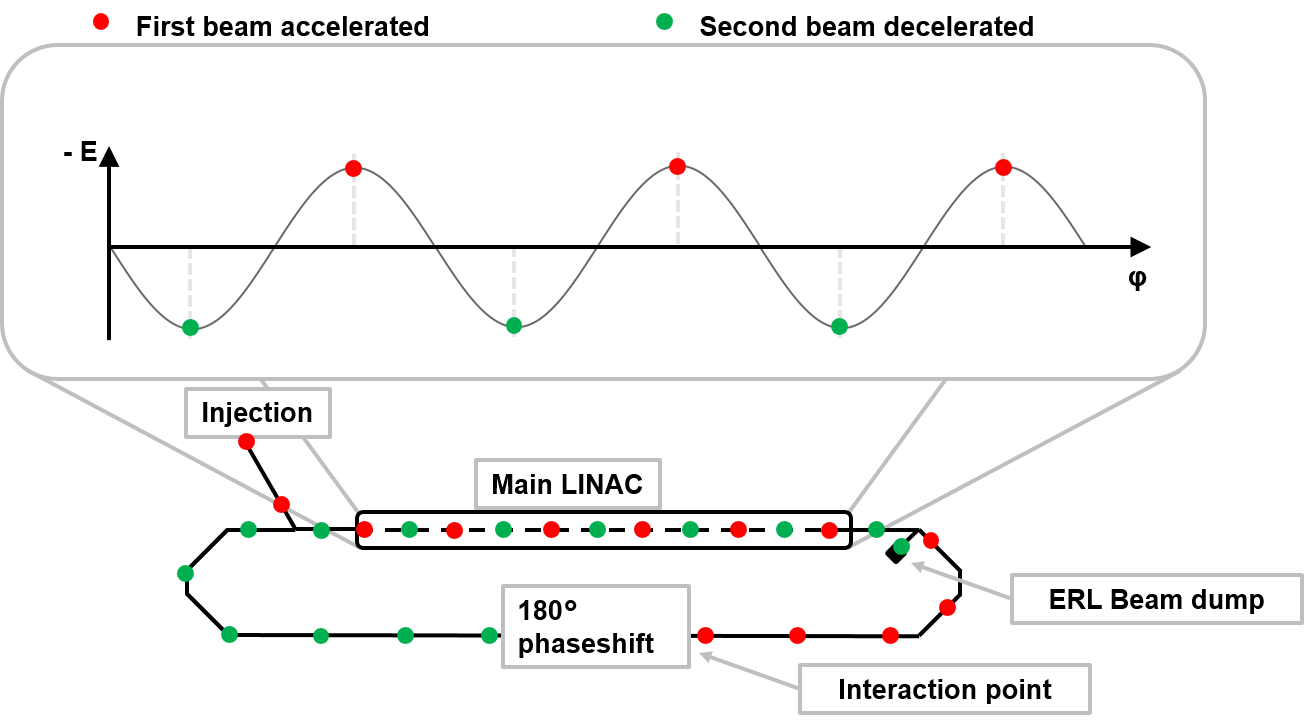 First beam accelerated
Second beam decelerated
- E
φ
Injection
Main LINAC
180°
phaseshift
ERL Beam dump
Interaction point